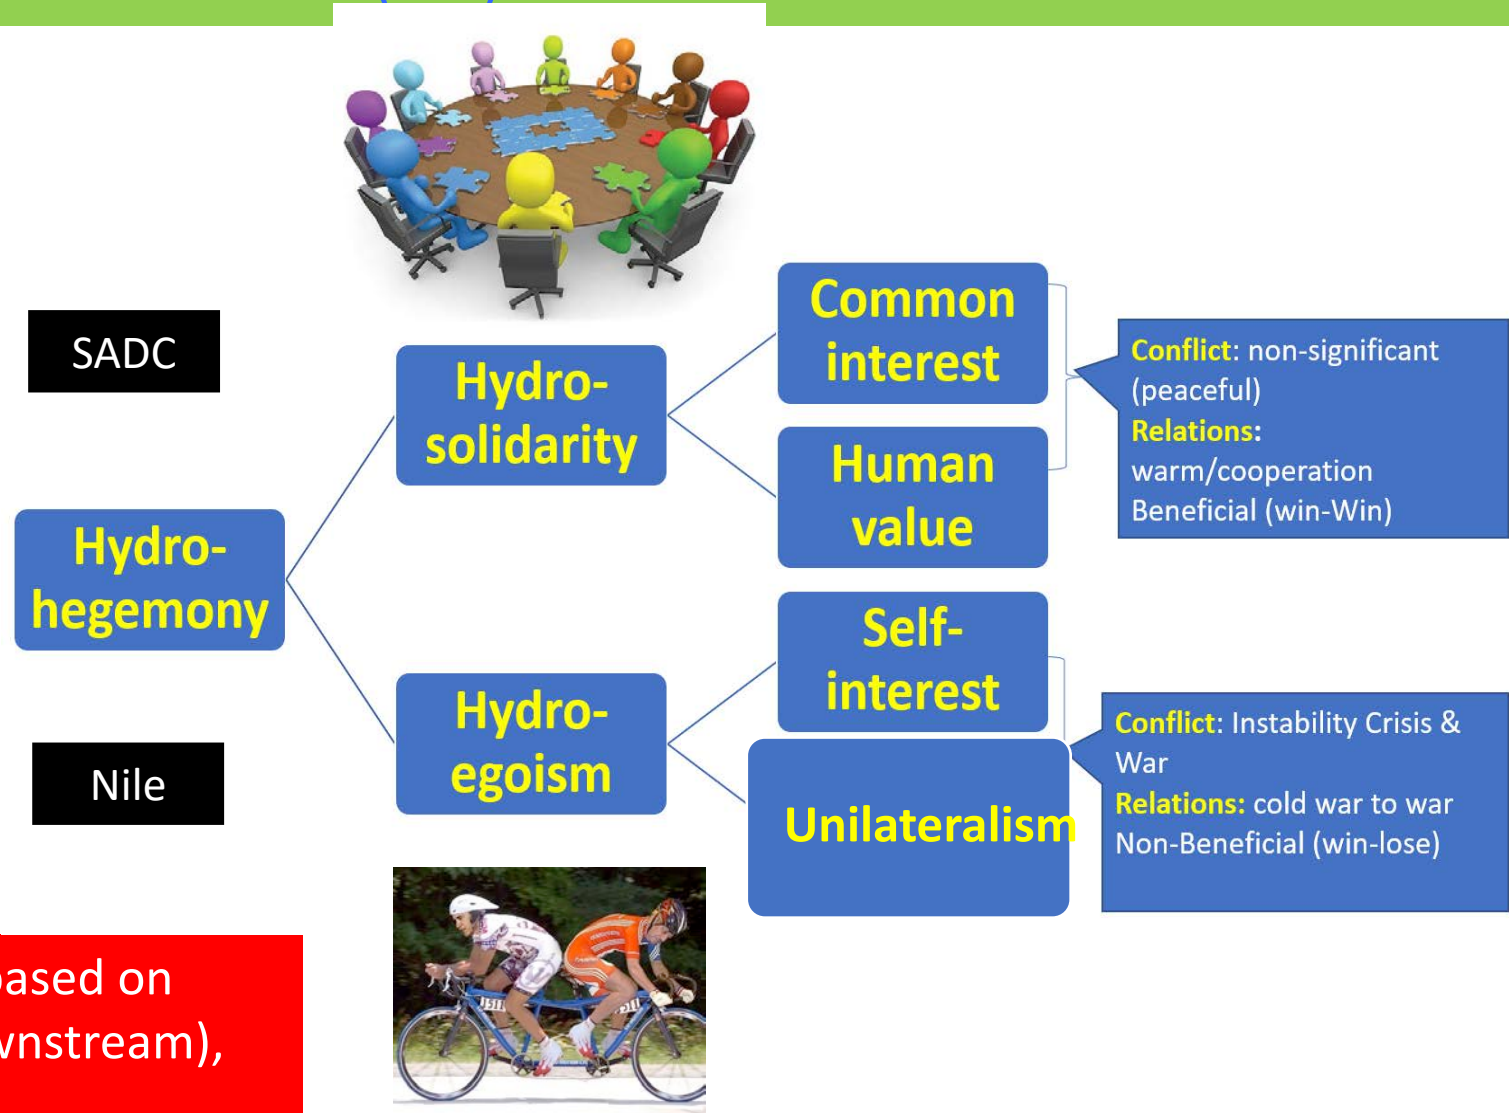 SADC
Hydro-
hegemony
Nile
Hydro-
solidarity
Hydro-
egoism
Common
interest
Human
value
Self-
interest
Unilateralism
Conflict: non-significant
(peaceful)
Relations:
warm/cooperation
Beneficial (win-Win)
Conflict: Instability Crisis &
War
Relations: cold war to war
Non-Beneficial (win-lose)
on